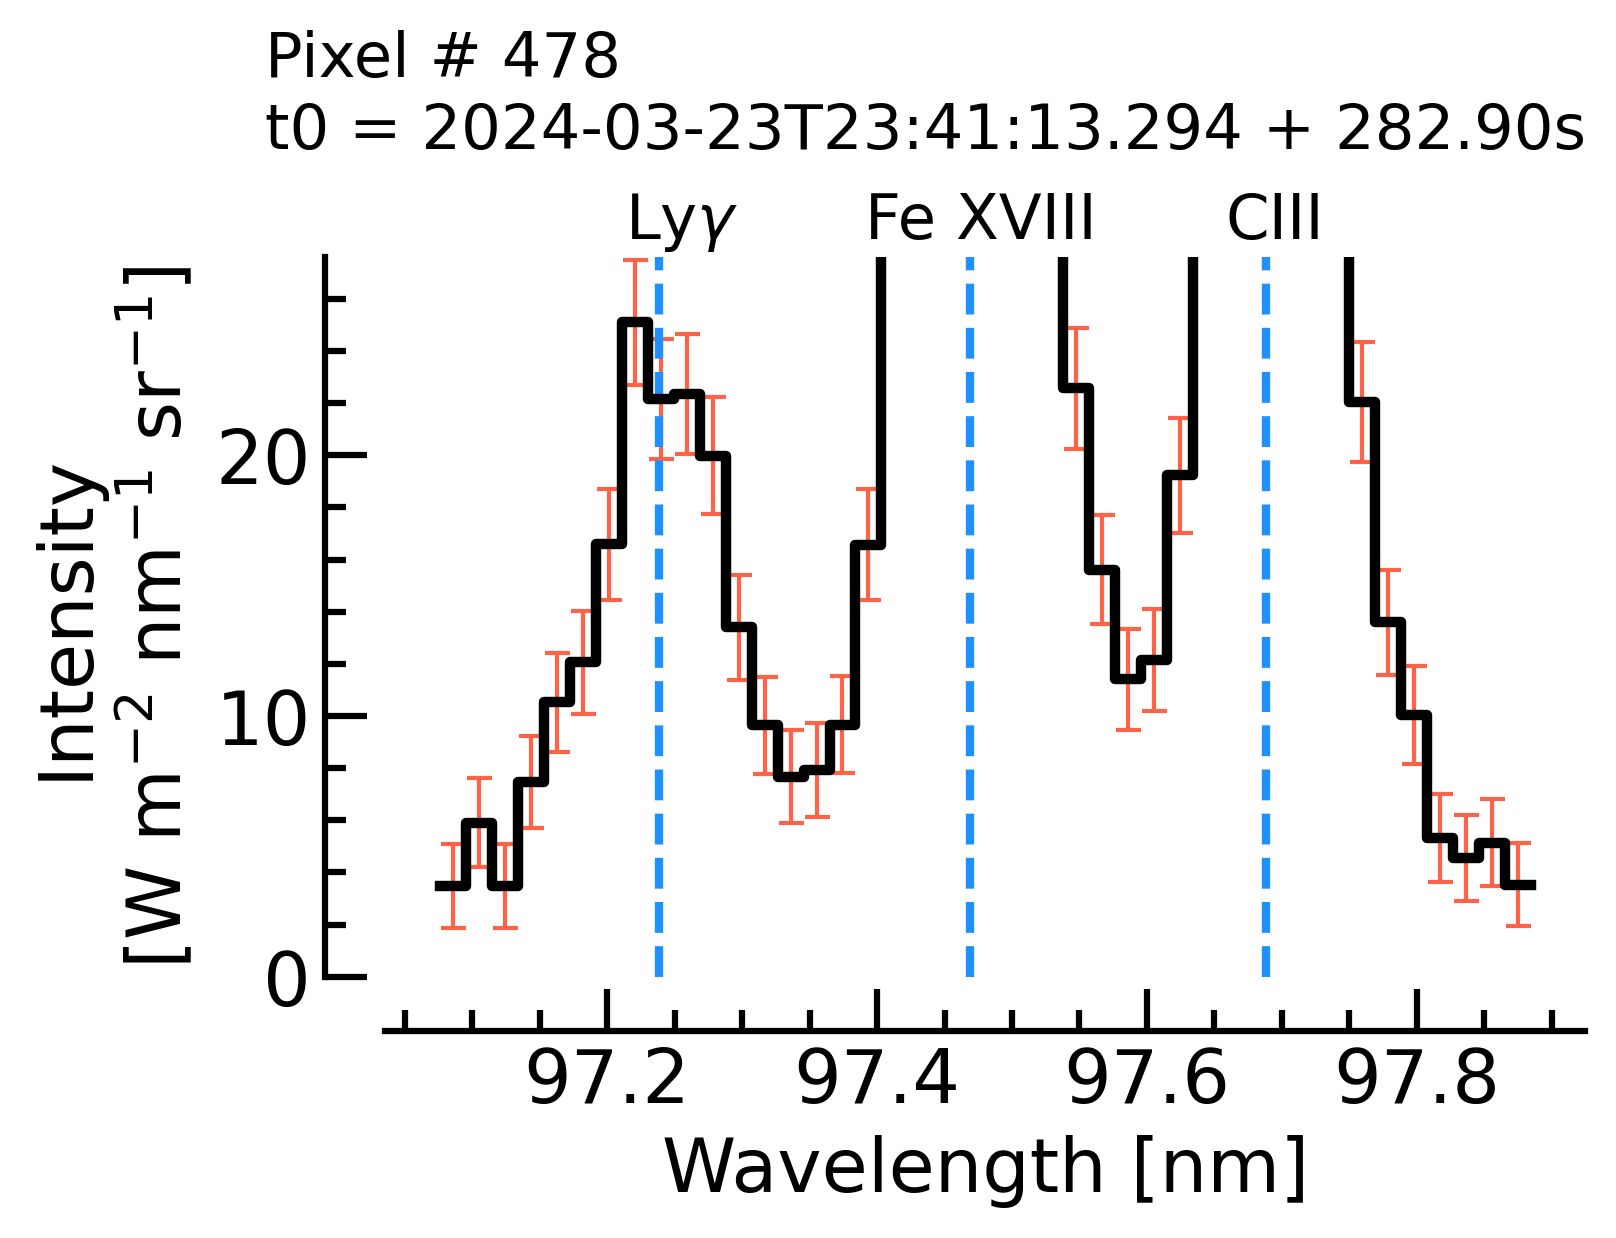 Pixel # 478
t0 = 2024-03-23T23:41:13.294 + 282.90s
Lyγ Fe XVIII CIII
Intensity
[W m⁻² nm⁻¹ sr⁻¹]
20
10
0
97.2 97.4 97.6 97.8
Wavelength [nm]